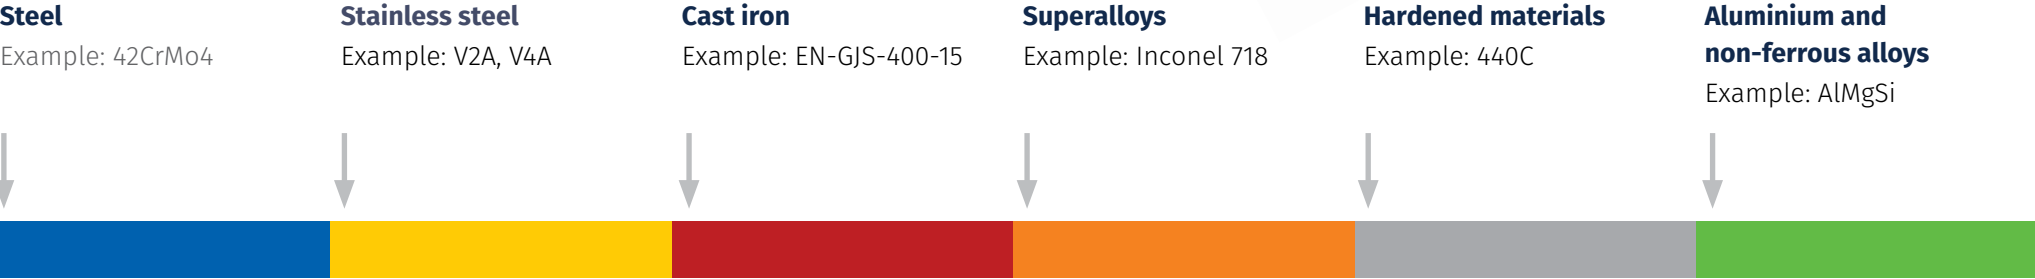 Steel
Example: 42CrMo4
Stainless steel
Example: V2A, V4A
Cast iron
Example: EN-GJS-400-15
Superalloys
Example: Inconel 718
Hardened materials
Example: 440C
Aluminium and
non-ferrous alloys
Example: AlMgSi